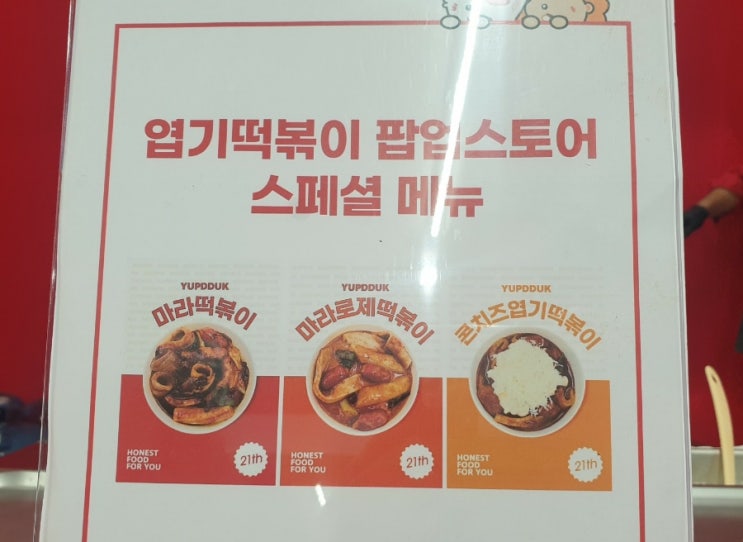 엽기떡볶이 팝업스토어
스페셜 메뉴
YUPDDUK
마라떡볶이
HONEST
FOOD
FOR YOU
21th
YUPDDUK
마라로제떡볶이
HONEST
FOOD
FOR YOU
21th
YUPDDUK
콘치즈엽기떡볶이
HONEST
FOOD
FOR YOU
21th